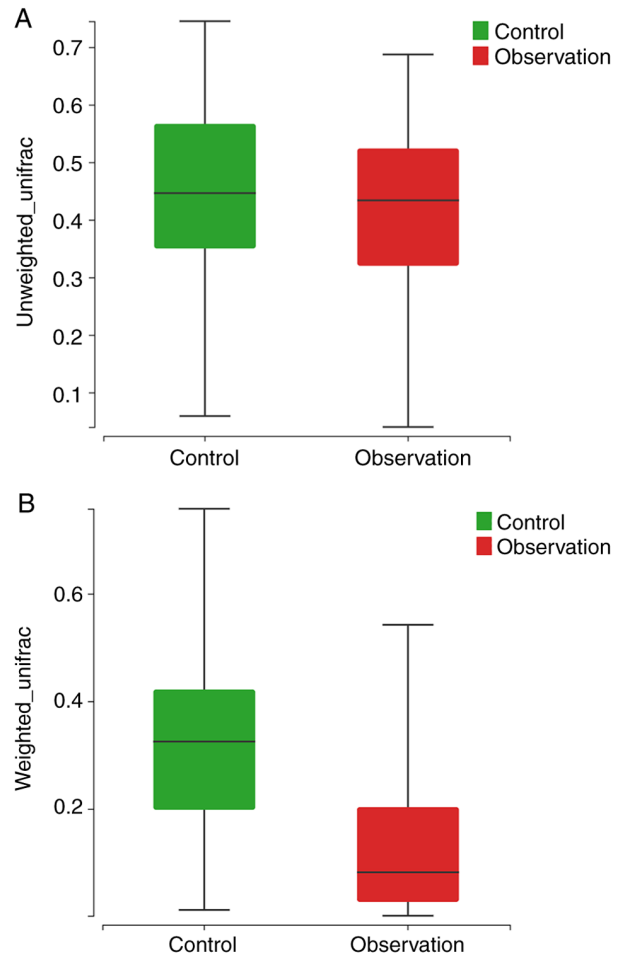 A
Control
Observation
Unweighted_unifrac
0.7
0.6
0.5
0.4
0.3
0.2
0.1
Control Observation
B
Control
Observation
Weighted_unifrac
0.6
0.4
0.2
Control Observation